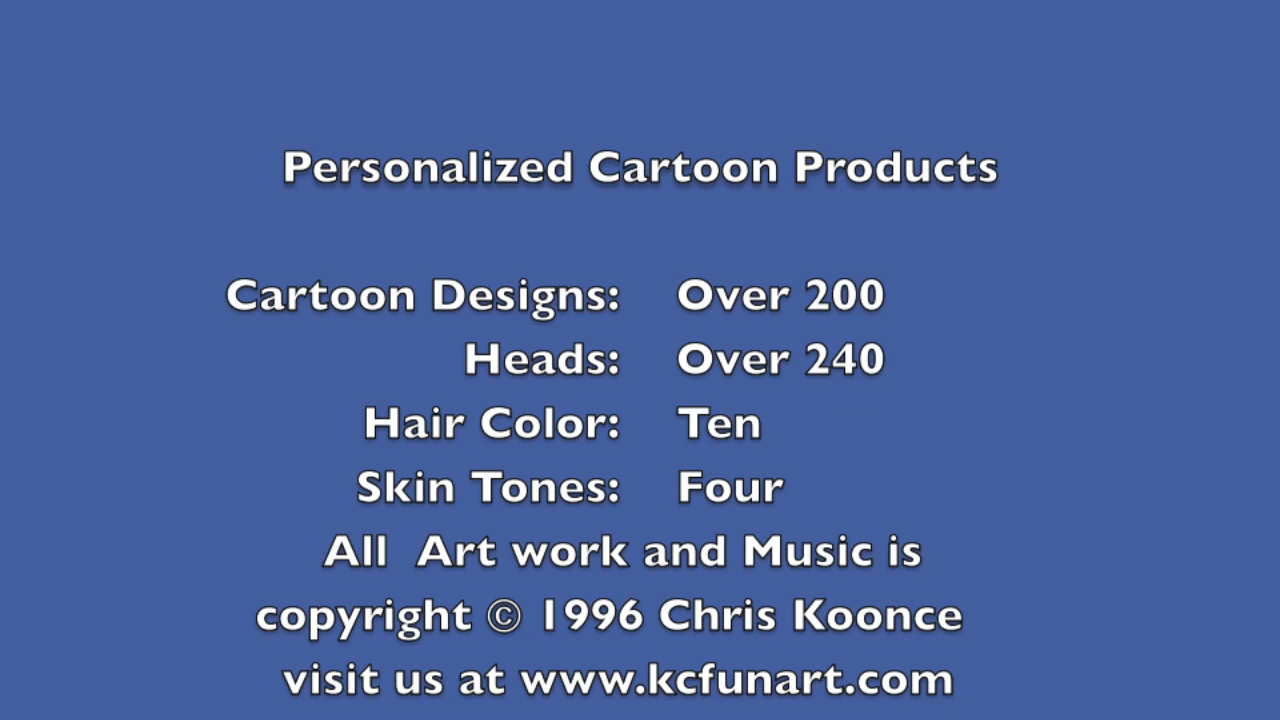 Personalized Cartoon Products
Cartoon Designs: Over 200
Heads: Over 240
Hair Color: Ten
Skin Tones: Four
All Art work and Music is
copyright © 1996 Chris Koonce
visit us at www.kcfunart.com